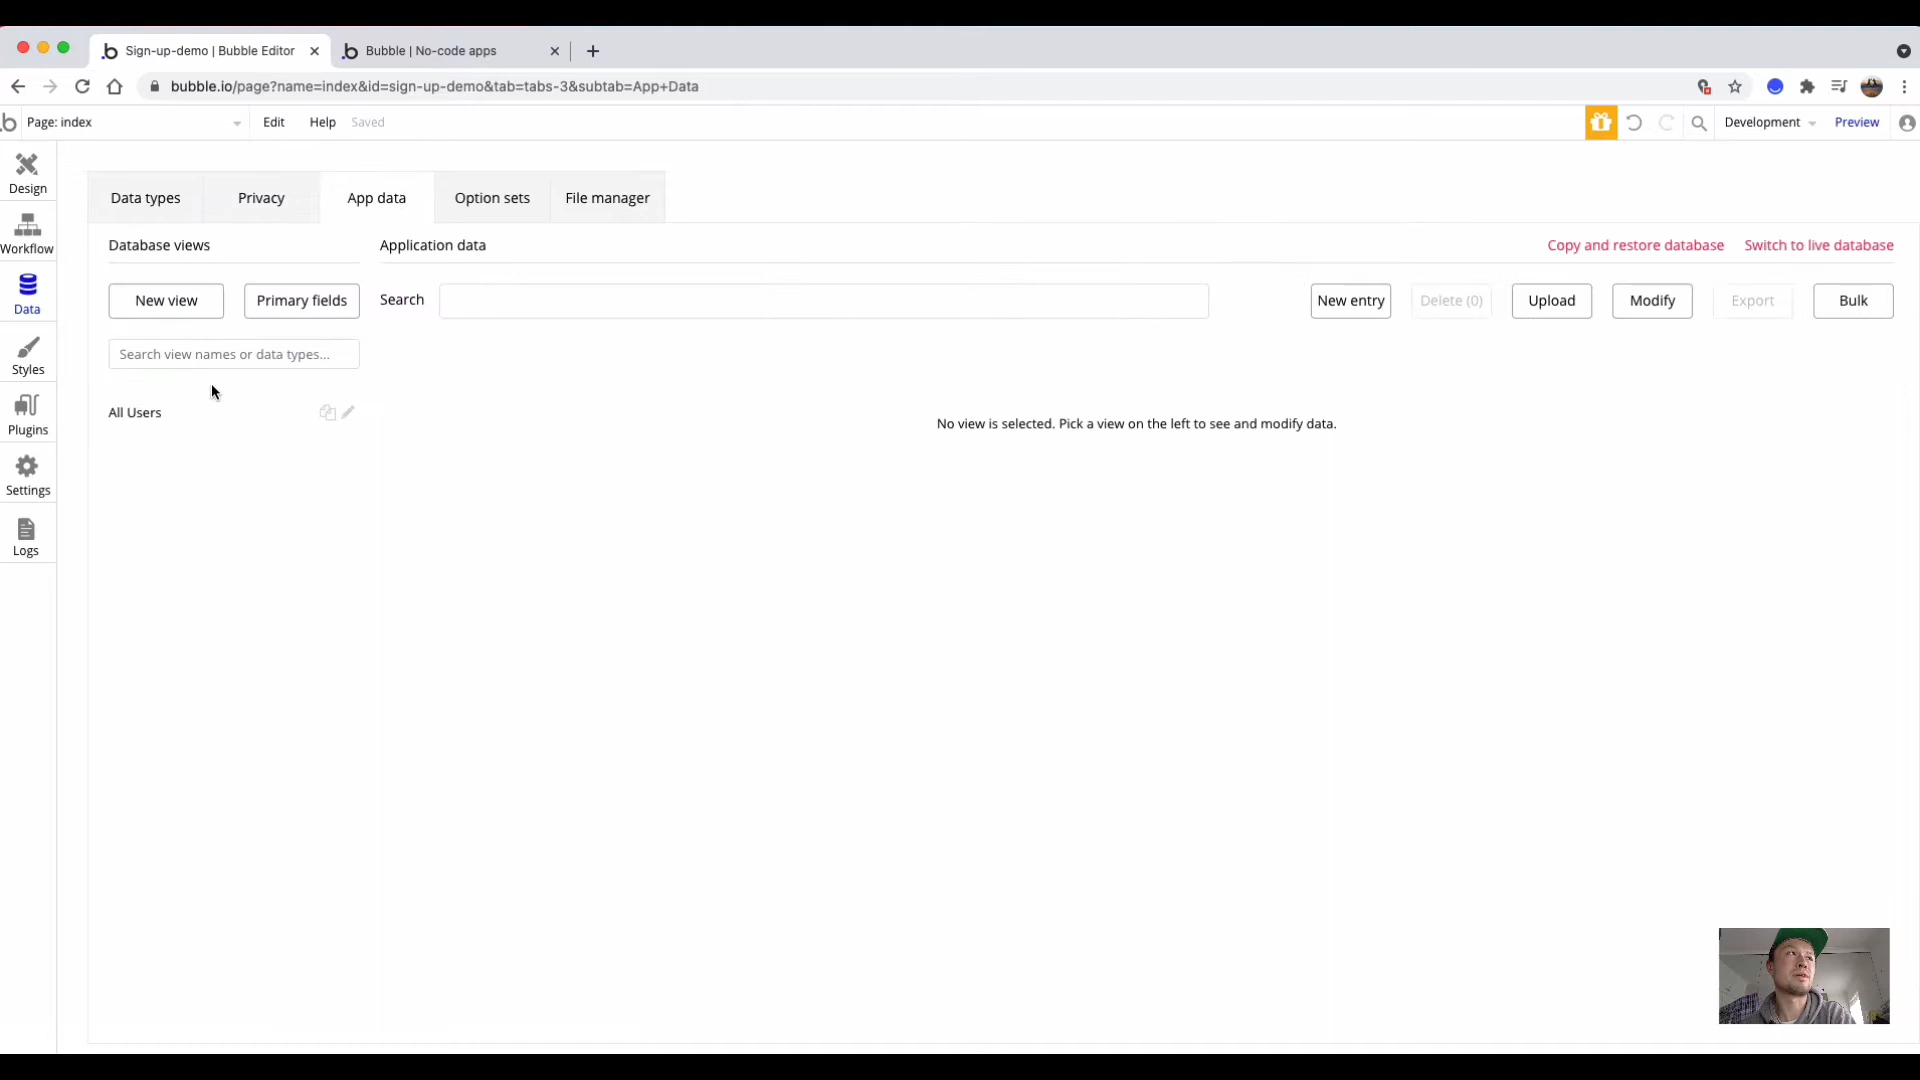 Sign-up-demo | Bubble Editor
Bubble | No-code apps
bubble.io/page?name=index&id=sign-up-demo&tab=tabs-3&subtab=App+Data
Page: index
Edit
Help
Saved
Development
Preview
Design
Workflow
Data
Styles
Plugins
Settings
Logs
Data types
Privacy
App data
Option sets
File manager
Database views
Application data
Copy and restore database
Switch to live database
New view
Primary fields
Search
New entry
Delete (0)
Upload
Modify
Export
Bulk
Search view names or data types...
All Users
No view is selected. Pick a view on the left to see and modify data.